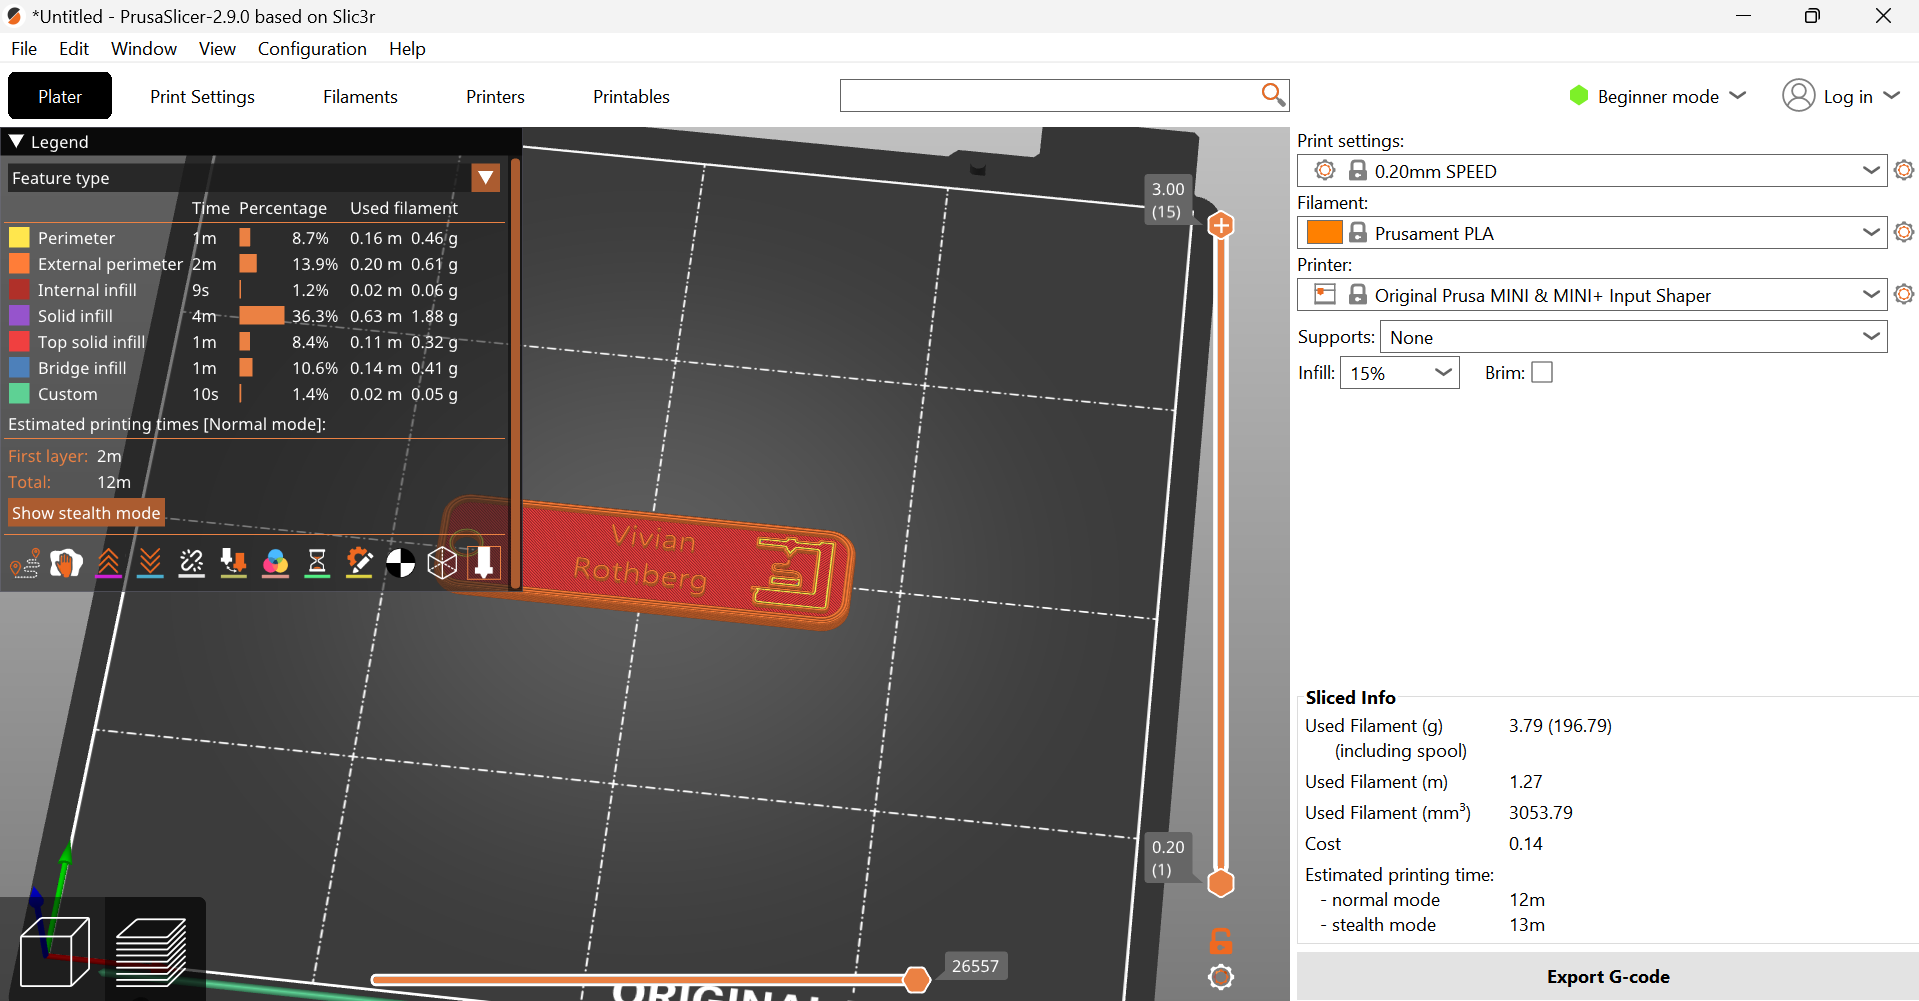 *Untitled - PrusaSlicer-2.9.0 based on Slic3r
File Edit Window View Configuration Help
Plater Print Settings Filaments Printers Printables Beginner mode Log in
Legend
Feature type
Time Percentage Used filament
Perimeter 1m 8.7% 0.16 m 0.46 g
External perimeter 2m 13.9% 0.20 m 0.61 g
Internal infill 9s 1.2% 0.02 m 0.06 g
Solid infill 4m 36.3% 0.63 m 1.88 g
Top solid infill 1m 8.4% 0.11 m 0.32 g
Bridge infill 1m 10.6% 0.14 m 0.41 g
Custom 10s 1.4% 0.02 m 0.05 g
Estimated printing times [Normal mode]:
First layer: 2m
Total: 12m
Show stealth mode
Vivian
Rothberg
3.00
(15)
0.20
(1)
26557
ORIGINAL
Print settings:
0.20mm SPEED
Filament:
Prusament PLA
Printer:
Original Prusa MINI & MINI+ Input Shaper
Supports: None
Infill: 15% Brim:
Sliced Info
Used Filament (g) 3.79 (196.79)
(including spool)
Used Filament (m) 1.27
Used Filament (mm³) 3053.79
Cost 0.14
Estimated printing time:
- normal mode 12m
- stealth mode 13m
Export G-code